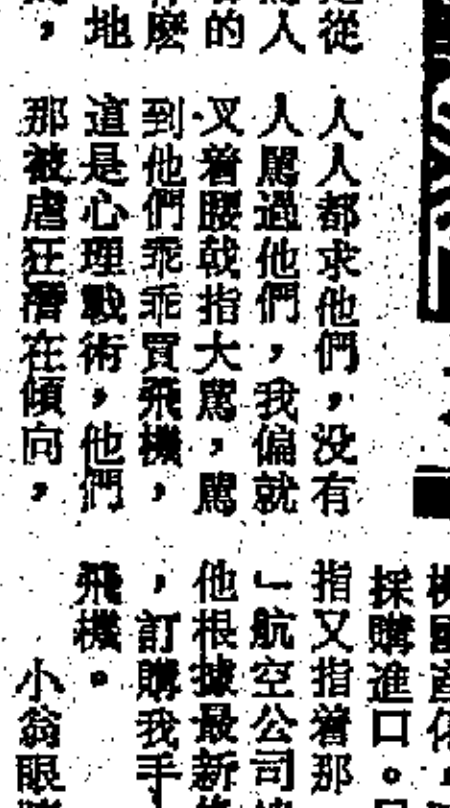 從
人
的
麼
地
，
人人都求他們，没有
人罵過他們，我偏就
叉着腰戟指大罵，罵
到他們乖乖買飛機，
這是心理戰術，他們
那被虐狂潛在傾向，
採購進口。
指又指着那
」航空公司
他根據最新
，訂購我手
飛機。
小翁眼